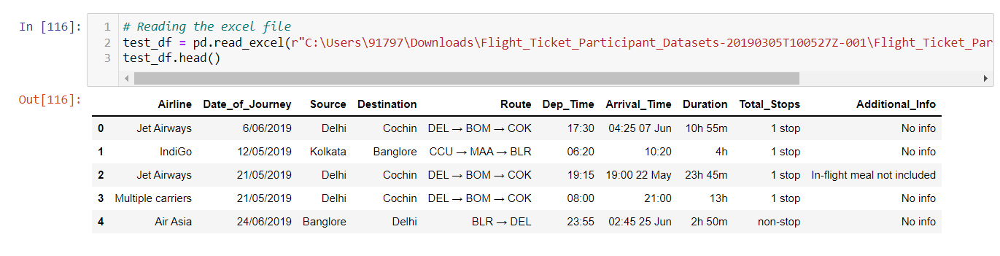 In [116]:
1 # Reading the excel file
2 test_df = pd.read_excel(r"C:\Users\91797\Downloads\Flight_Ticket_Participant_Datasets-20190305T100527Z-001\Flight_Ticket_Par
3 test_df.head()
Out[116]:
Airline Date_of_Journey Source Destination Route Dep_Time Arrival_Time Duration Total_Stops Additional_Info
0 Jet Airways 6/06/2019 Delhi Cochin DEL → BOM → COK 17:30 04:25 07 Jun 10h 55m 1 stop No info
1 IndiGo 12/05/2019 Kolkata Banglore CCU → MAA → BLR 06:20 10:20 4h 1 stop No info
2 Jet Airways 21/05/2019 Delhi Cochin DEL → BOM → COK 19:15 19:00 22 May 23h 45m 1 stop In-flight meal not included
3 Multiple carriers 21/05/2019 Delhi Cochin DEL → BOM → COK 08:00 21:00 13h 1 stop No info
4 Air Asia 24/06/2019 Banglore Delhi BLR → DEL 23:55 02:45 25 Jun 2h 50m non-stop No info